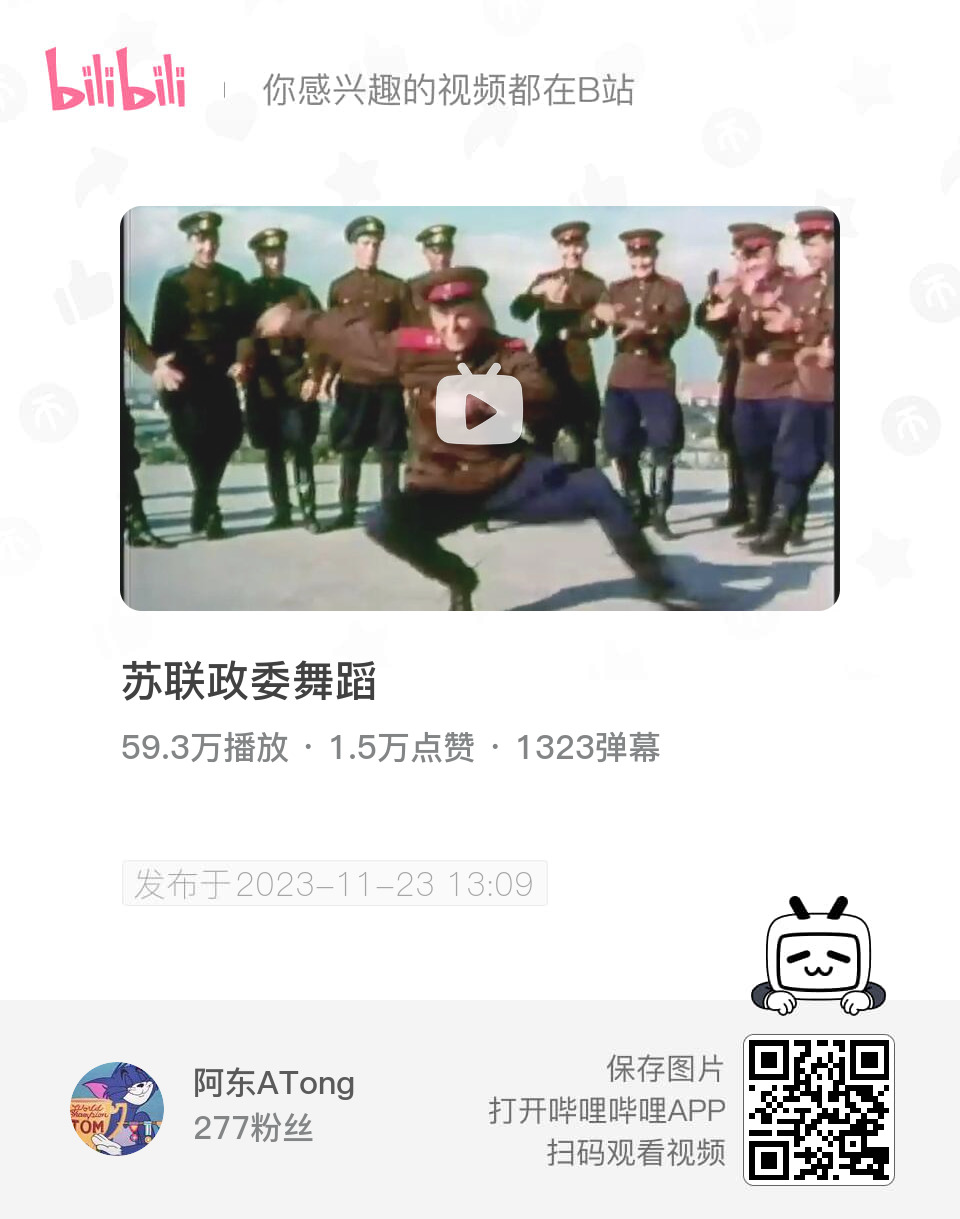 bilibili
你感兴趣的视频都在B站
苏联政委舞蹈
59.3万播放 · 1.5万点赞 · 1323弹幕
发布于2023-11-23 13:09
阿东ATong
277粉丝
World
Champion
TOM
保存图片
打开哔哩哔哩APP
扫码观看视频